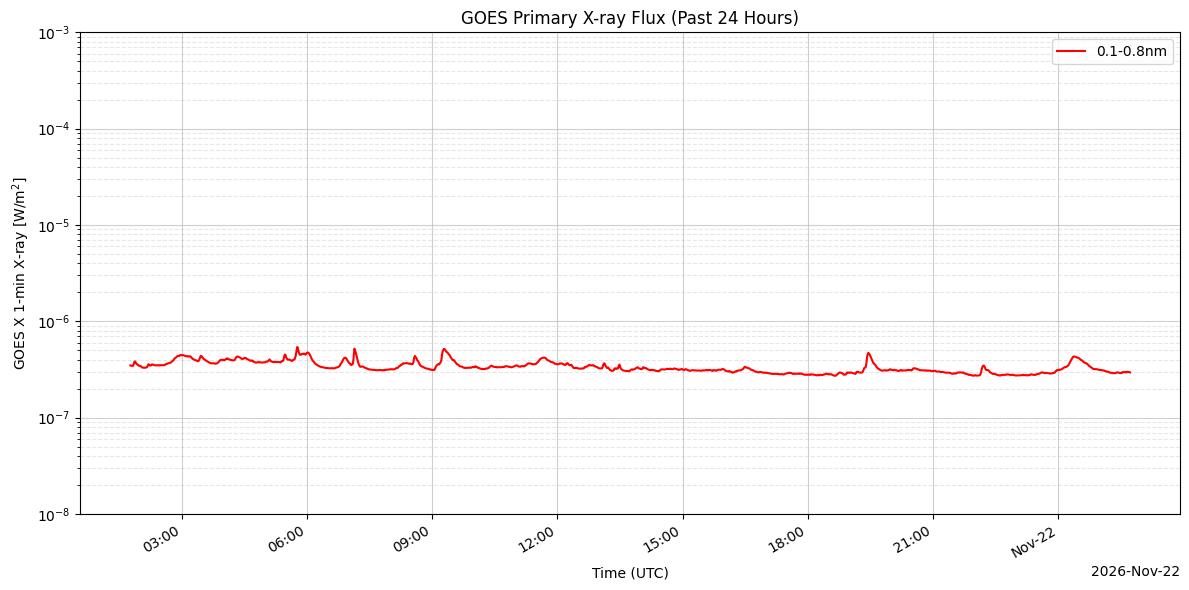 GOES Primary X-ray Flux (Past 24 Hours)
0.1-0.8nm
GOES X 1-min X-ray [W/m²]
10⁻³
10⁻⁴
10⁻⁵
10⁻⁶
10⁻⁷
10⁻⁸
03:00
06:00
09:00
12:00
15:00
18:00
21:00
Nov-22
Time (UTC)
2026-Nov-22